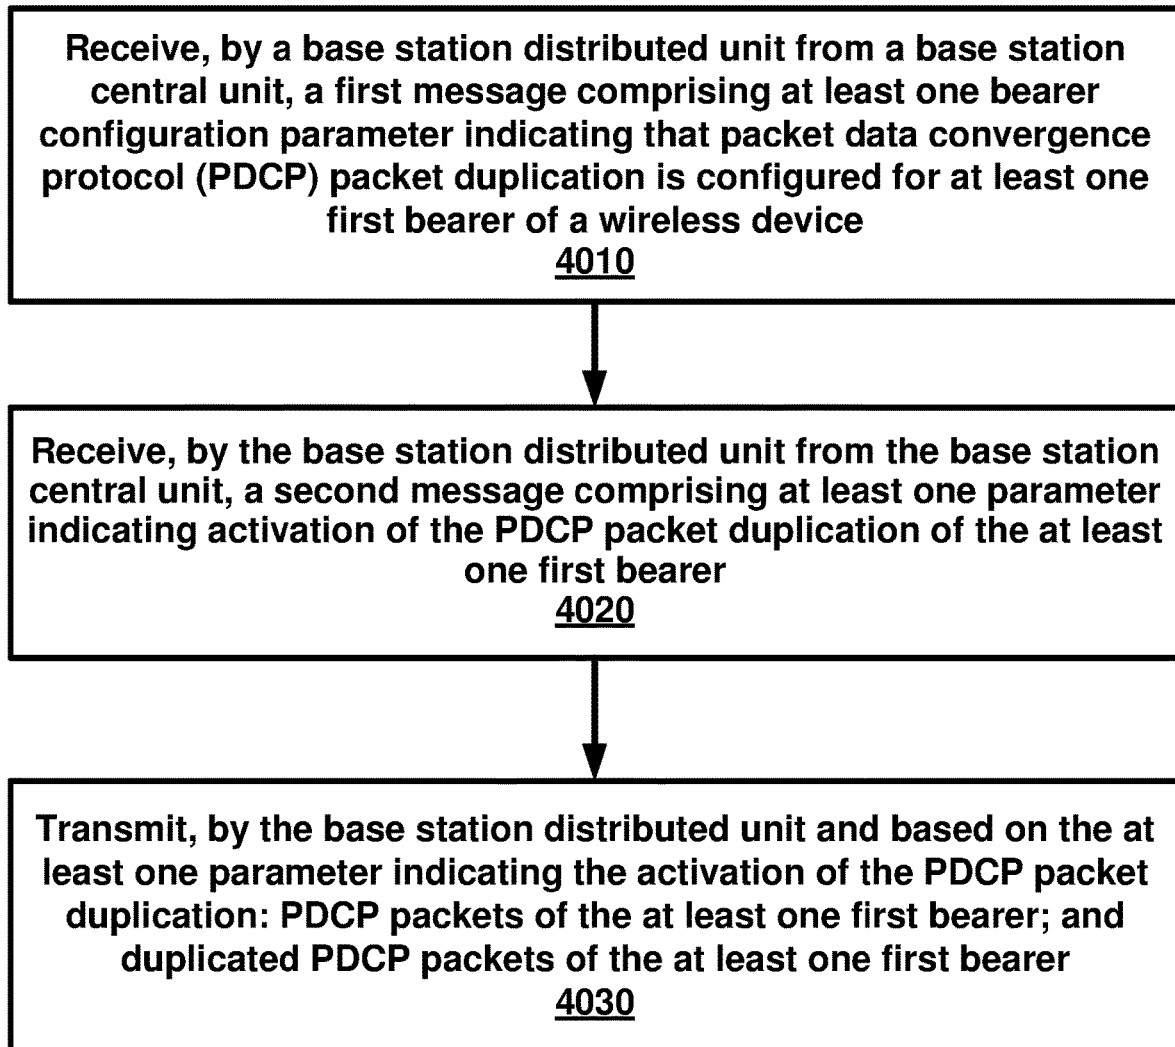 Receive, by a base station distributed unit from a base station
central unit, a first message comprising at least one bearer
configuration parameter indicating that packet data convergence
protocol (PDCP) packet duplication is configured for at least one
first bearer of a wireless device
4010
Receive, by the base station distributed unit from the base station
central unit, a second message comprising at least one parameter
indicating activation of the PDCP packet duplication of the at least
one first bearer
4020
Transmit, by the base station distributed unit and based on the at
least one parameter indicating the activation of the PDCP packet
duplication: PDCP packets of the at least one first bearer; and
duplicated PDCP packets of the at least one first bearer
4030